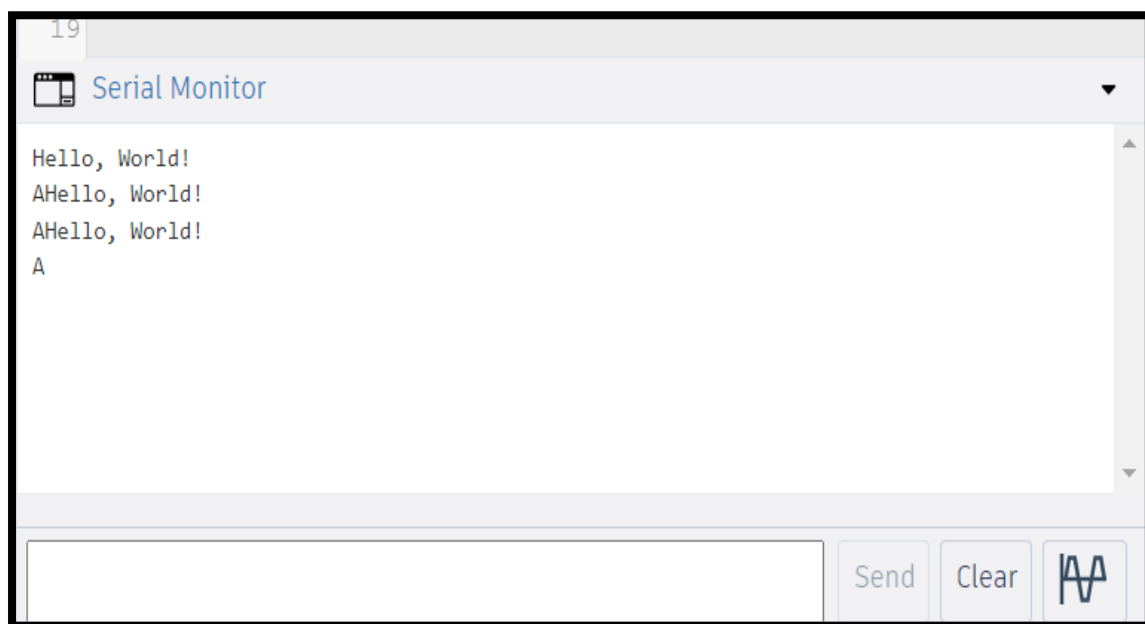 19
Serial Monitor
Hello, World!
AHello, World!
AHello, World!
A
Send
Clear